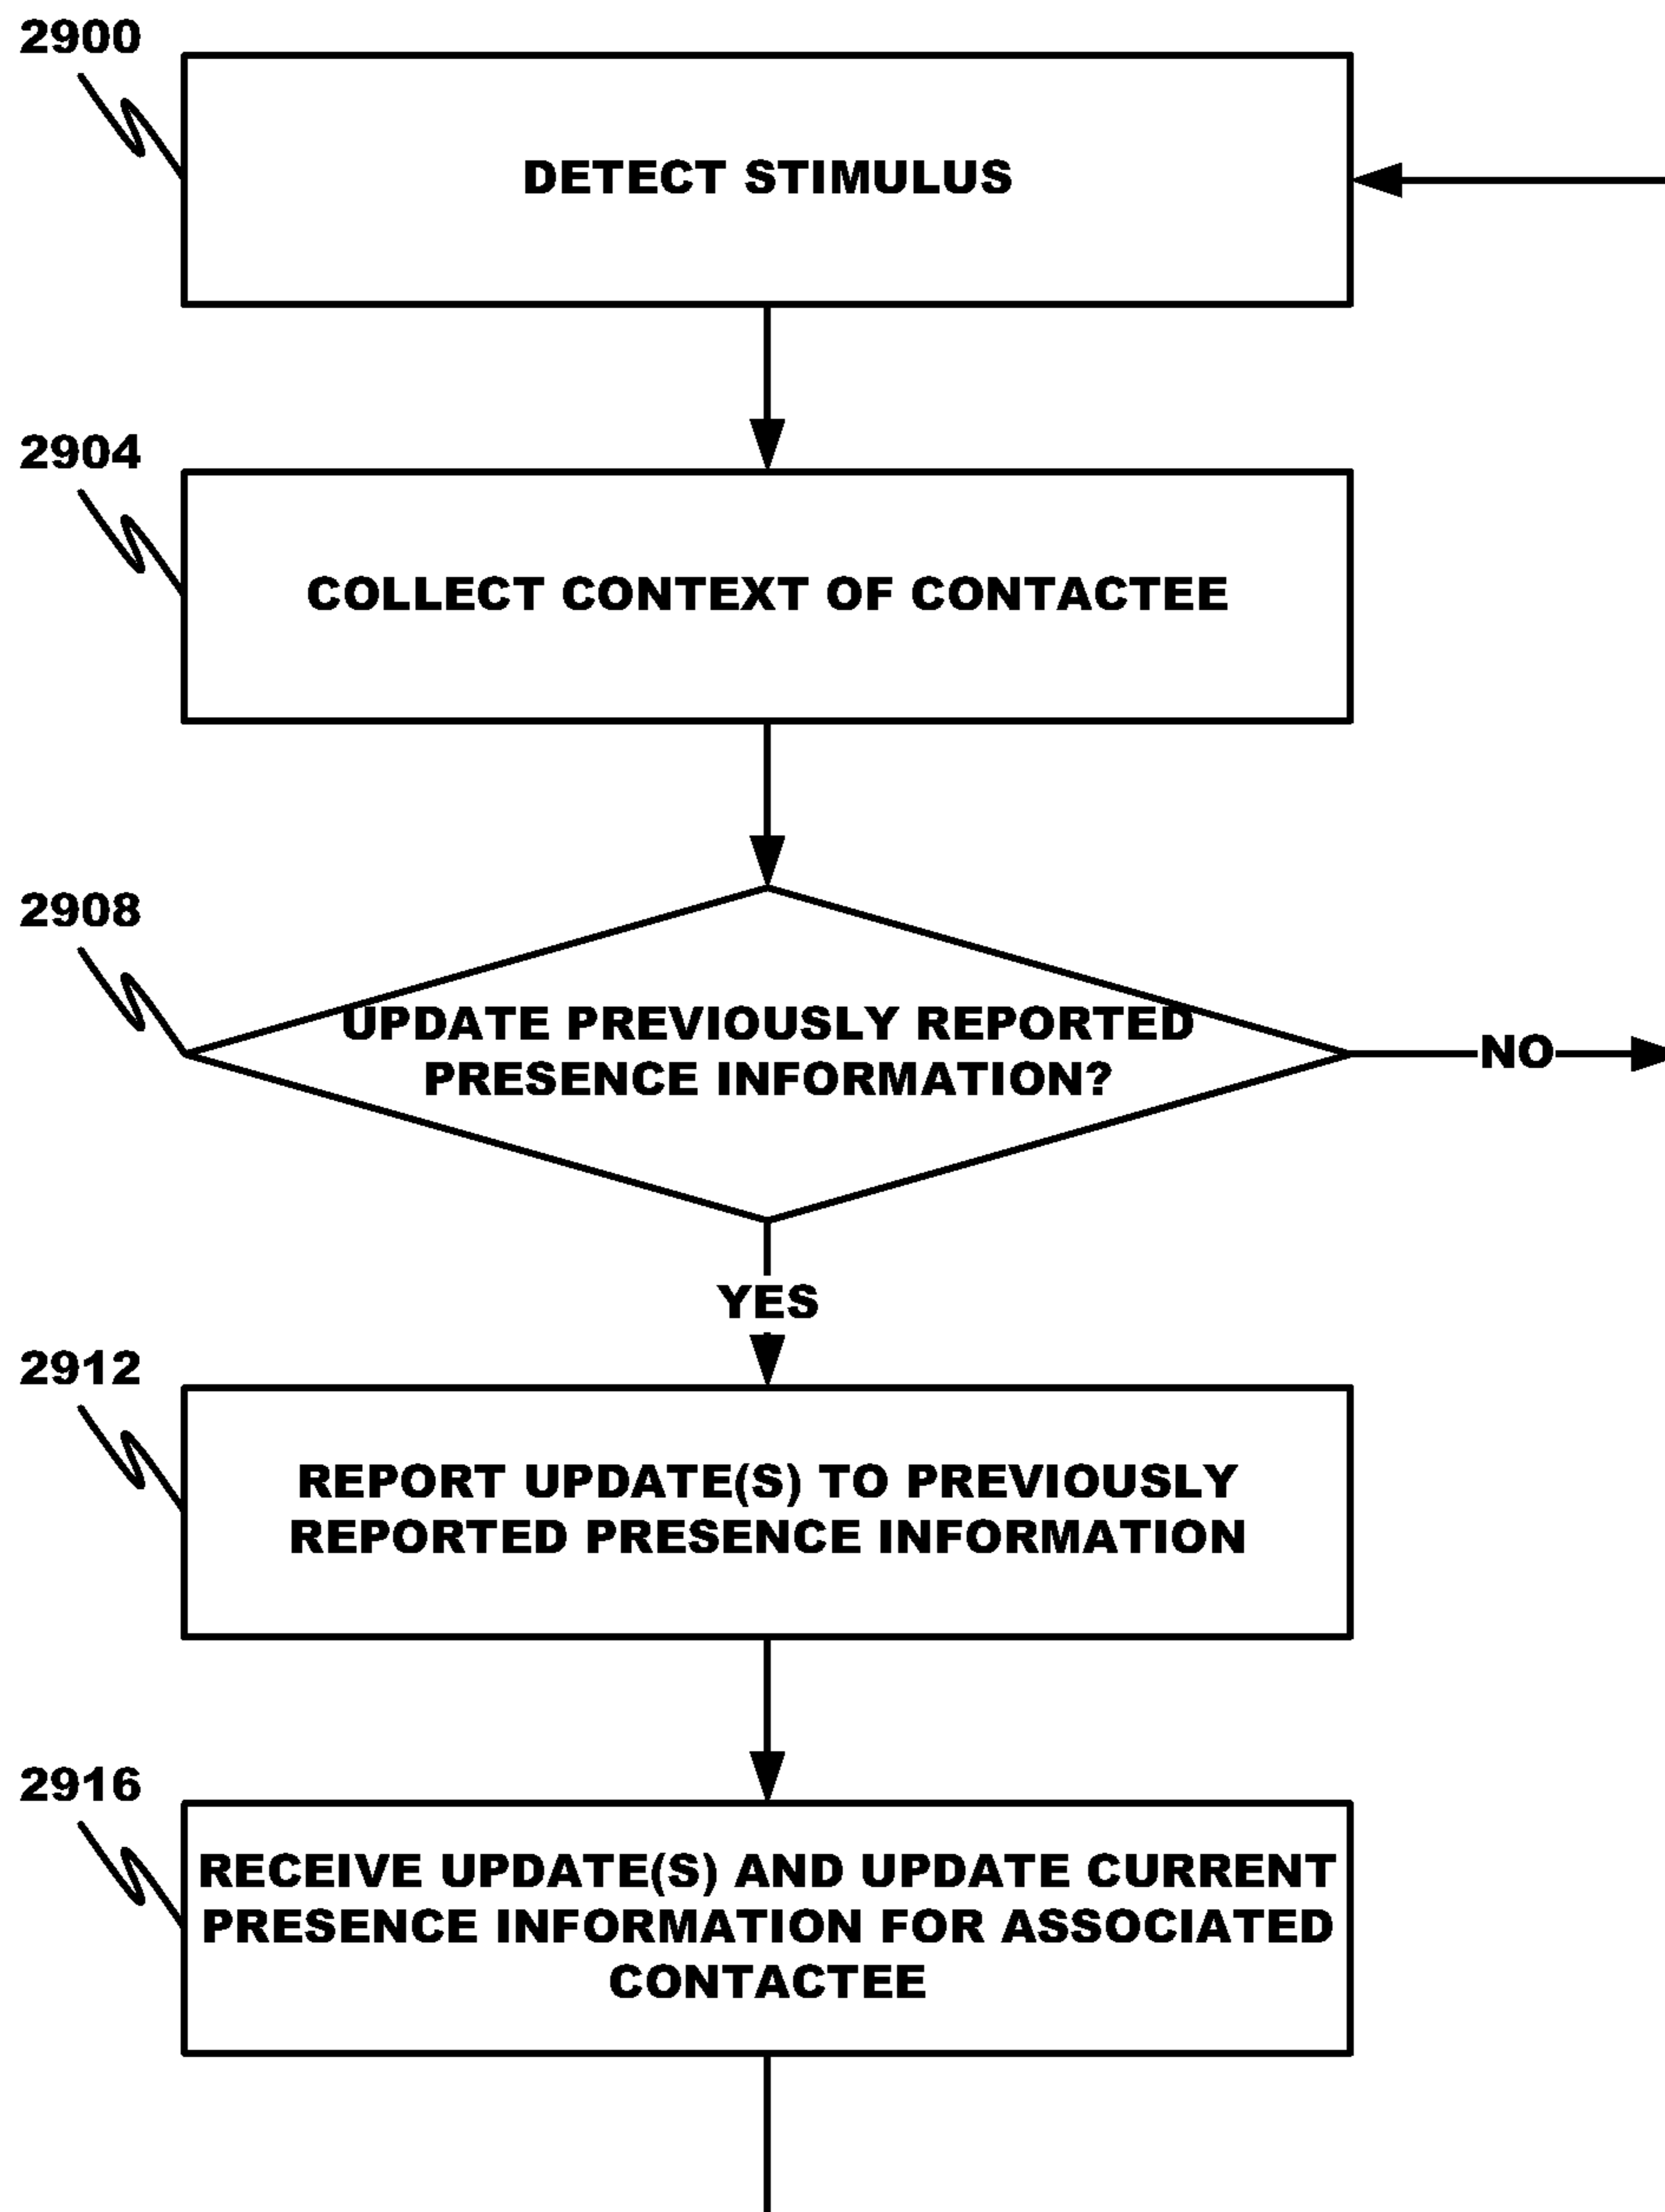 2900
DETECT STIMULUS
2904
COLLECT CONTEXT OF CONTACTEE
2908
UPDATE PREVIOUSLY REPORTED
PRESENCE INFORMATION?
NO
YES
2912
REPORT UPDATE(S) TO PREVIOUSLY
REPORTED PRESENCE INFORMATION
2916
RECEIVE UPDATE(S) AND UPDATE CURRENT
PRESENCE INFORMATION FOR ASSOCIATED
CONTACTEE